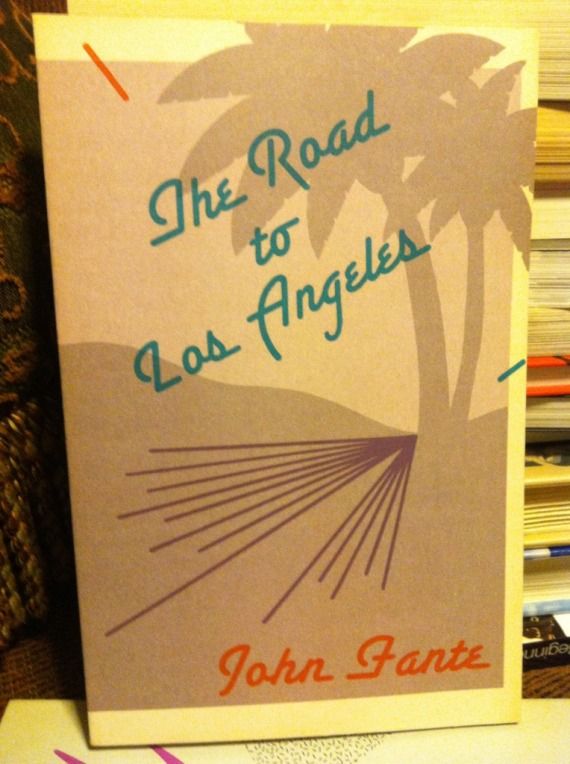 The Road
to
Los Angeles
John Fante